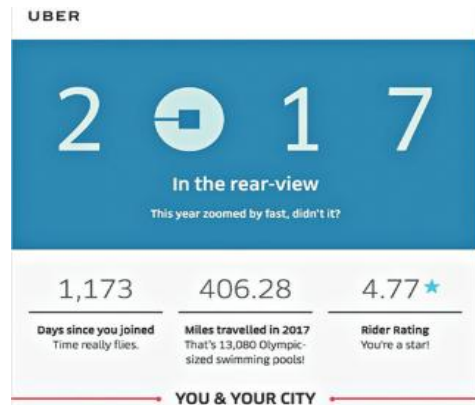 UBER
2 0 1 7
In the rear-view
This year zoomed by fast, didn't it?
1,173
406.28
4.77★
Days since you joined
Time really flies.
Miles travelled in 2017
That's 13,080 Olympic-
sized swimming pools!
Rider Rating
You're a star!
YOU & YOUR CITY